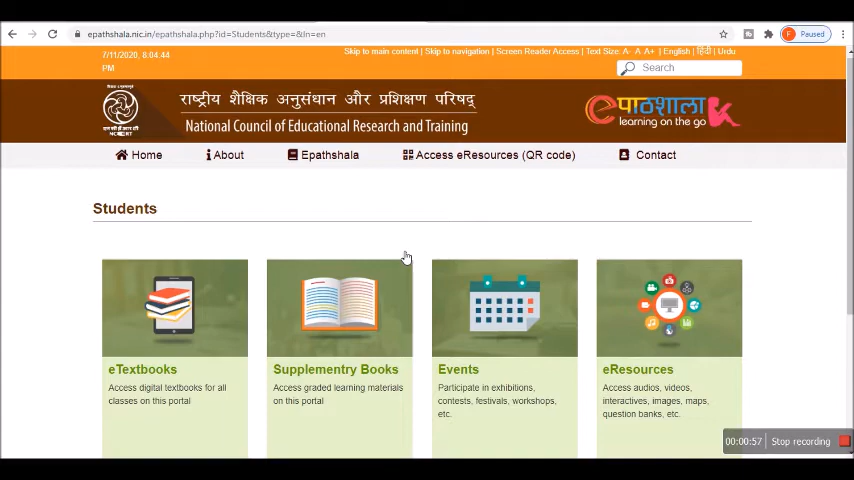 epathshala.nic.in/epathshala.php?id=Students&type=&ln=en
Paused
7/11/2020, 8:04:44
PM
Skip to main content | Skip to navigation | Screen Reader Access | Text Size: A- A A+ | English | हिंदी | Urdu
Search
राष्ट्रीय शैक्षिक अनुसंधान और प्रशिक्षण परिषद्
National Council of Educational Research and Training
ePाठशाला
learning on the go
Home
About
Epathshala
Access eResources (QR code)
Contact
Students
eTextbooks
Access digital textbooks for all
classes on this portal
Supplementry Books
Access graded learning materials
on this portal
Events
Participate in exhibitions,
contests, festivals, workshops,
etc.
eResources
Access audios, videos,
interactives, images, maps,
question banks, etc.
00:00:57
Stop recording